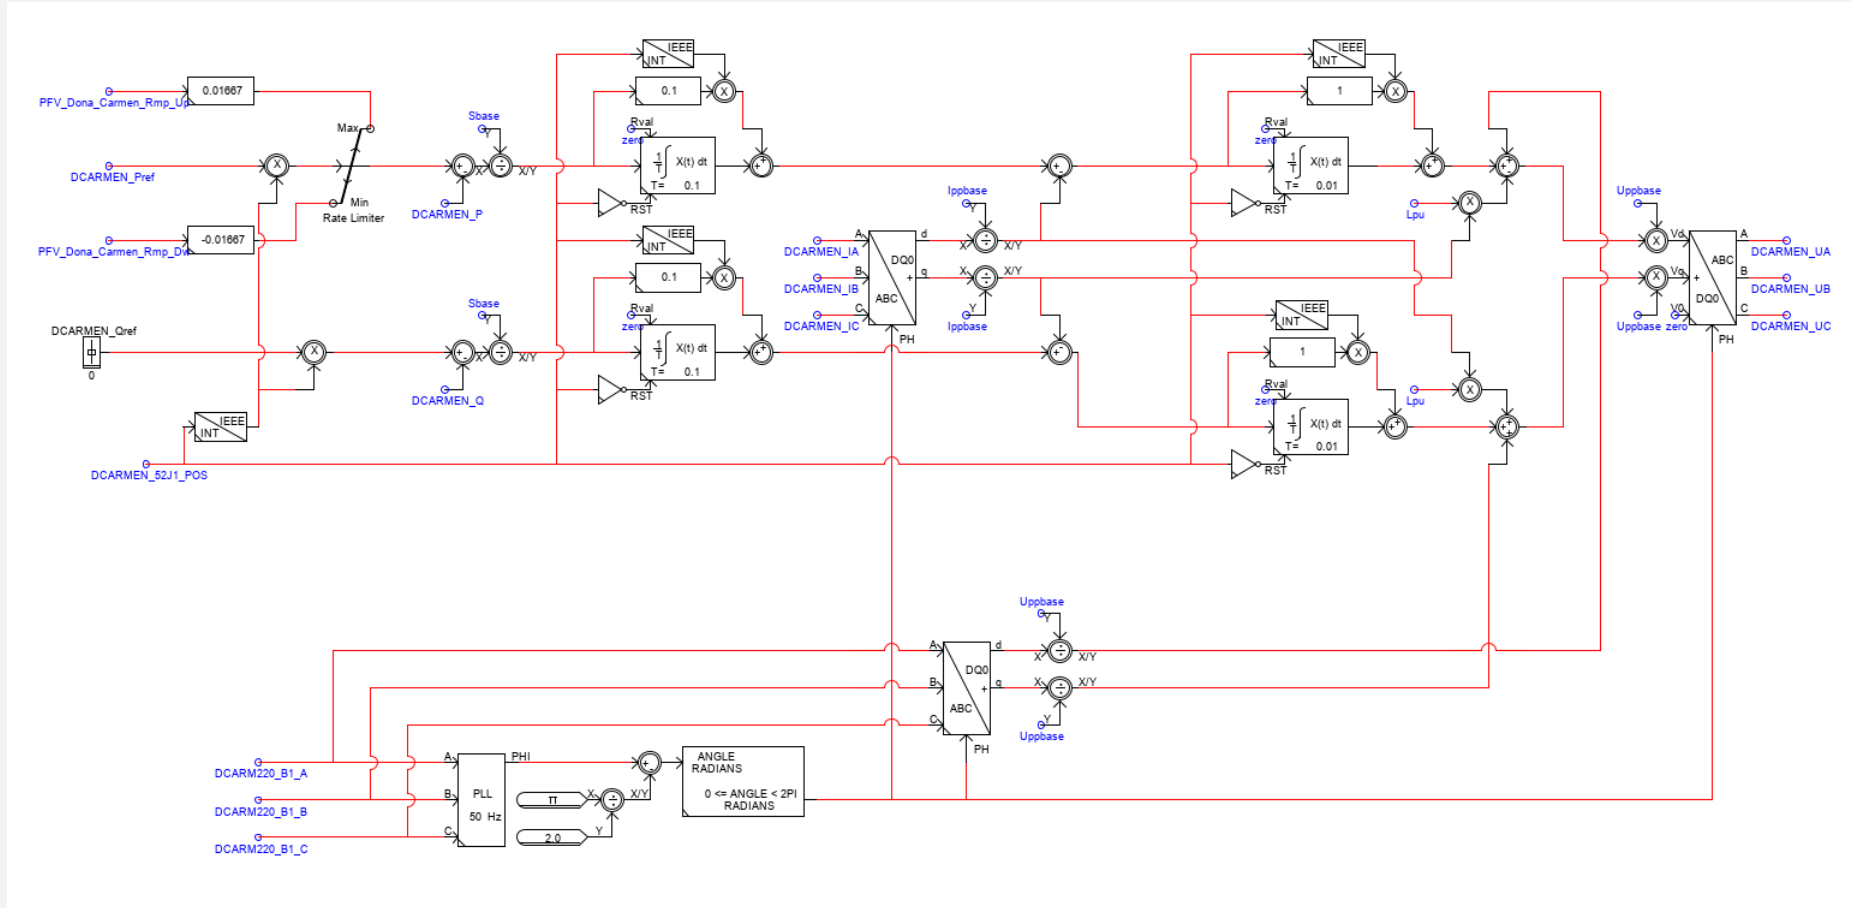 IEEE
INT
IEEE
INT
PFV_Dona_Carmen_Rmp_Up
0.01667
0.1
X
1
X
Max
Sbase
Y
Rval
zero
Rval
zero
DCARMEN_Pref
X
+
-
X
÷
X/Y
1
T
X(t) dt
T=
0.1
+
+
+
-
1
T
X(t) dt
T=
0.01
+
+
+
-
Min
Rate Limiter
DCARMEN_P
RST
Ippbase
Y
RST
Lpu
X
Uppbase
PFV_Dona_Carmen_Rmp_Dw
-0.01667
IEEE
INT
DCARMEN_IA
A
d
X
÷
X/Y
X
Vd
A
DCARMEN_UA
DQ0
ABC
0.1
X
DCARMEN_IB
B
+
q
X
÷
X/Y
X
Vq
+
B
DCARMEN_UB
ABC
DQ0
Sbase
Y
Rval
zero
DCARMEN_IC
C
Y
Ippbase
IEEE
INT
Uppbase
V0
zero
C
DCARMEN_UC
DCARMEN_Qref
0
X
+
-
X
÷
X/Y
1
T
X(t) dt
T=
0.1
+
+
PH
+
-
1
X
PH
DCARMEN_Q
RST
Rval
zero
Lpu
X
IEEE
INT
1
T
X(t) dt
T=
0.01
+
+
+
+
+
DCARMEN_52J1_POS
RST
Uppbase
Y
A
d
X
÷
X/Y
DQ0
B
+
q
X
÷
X/Y
ABC
C
Y
Uppbase
PH
DCARM220_B1_A
A
PHI
+
-
ANGLE
RADIANS
PLL
DCARM220_B1_B
B
π
X
÷
X/Y
0 <= ANGLE < 2PI
RADIANS
50 Hz
DCARM220_B1_C
C
2.0
Y